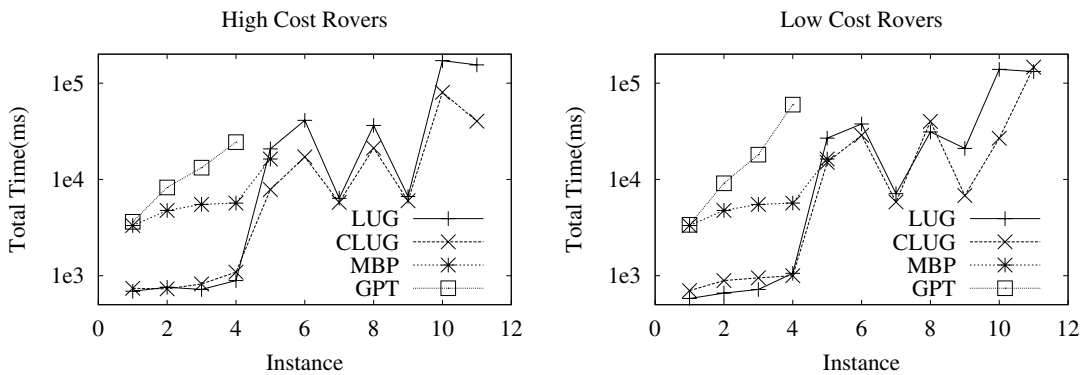 High Cost Rovers
Total Time(ms)
1e5
1e4
1e3
LUG
CLUG
MBP
GPT
0 2 4 6 8 10 12
Instance
Low Cost Rovers
Total Time(ms)
1e5
1e4
1e3
LUG
CLUG
MBP
GPT
0 2 4 6 8 10 12
Instance